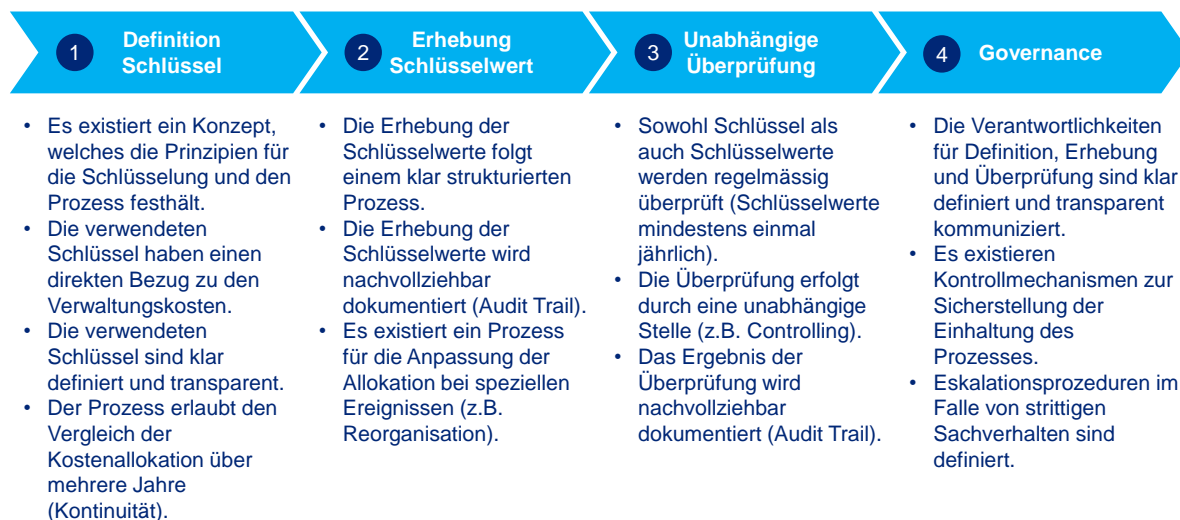 1
Definition
Schlüssel
2
Erhebung
Schlüsselwert
3
Unabhängige
Überprüfung
4
Governance
• Es existiert ein Konzept,
welches die Prinzipien für
die Schlüsselung und den
Prozess festhält.
• Die verwendeten
Schlüssel haben einen
direkten Bezug zu den
Verwaltungskosten.
• Die verwendeten
Schlüssel sind klar
definiert und transparent.
• Der Prozess erlaubt den
Vergleich der
Kostenallokation über
mehrere Jahre
(Kontinuität).
• Die Erhebung der
Schlüsselwerte folgt
einem klar strukturierten
Prozess.
• Die Erhebung der
Schlüsselwerte wird
nachvollziehbar
dokumentiert (Audit Trail).
• Es existiert ein Prozess
für die Anpassung der
Allokation bei speziellen
Ereignissen (z.B.
Reorganisation).
• Sowohl Schlüssel als
auch Schlüsselwerte
werden regelmässig
überprüft (Schlüsselwerte
mindestens einmal
jährlich).
• Die Überprüfung erfolgt
durch eine unabhängige
Stelle (z.B. Controlling).
• Das Ergebnis der
Überprüfung wird
nachvollziehbar
dokumentiert (Audit Trail).
• Die Verantwortlichkeiten
für Definition, Erhebung
und Überprüfung sind klar
definiert und transparent
kommuniziert.
• Es existieren
Kontrollmechanismen zur
Sicherstellung der
Einhaltung des
Prozesses.
• Eskalationsprozeduren im
Falle von strittigen
Sachverhalten sind
definiert.